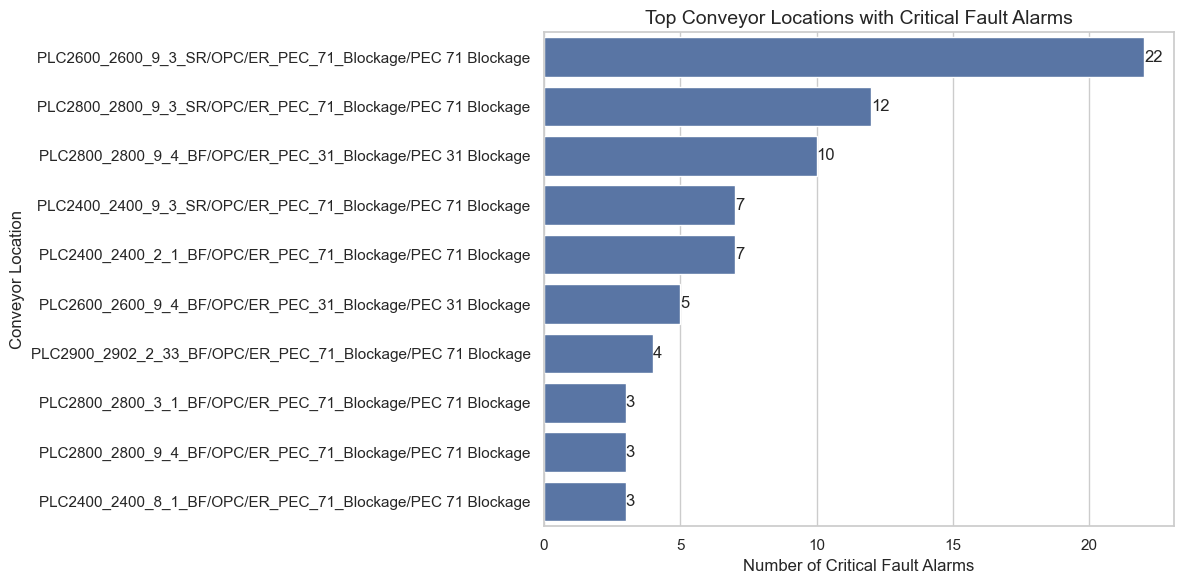 Top Conveyor Locations with Critical Fault Alarms
Conveyor Location
PLC2600_2600_9_3_SR/OPC/ER_PEC_71_Blockage/PEC 71 Blockage
22
PLC2800_2800_9_3_SR/OPC/ER_PEC_71_Blockage/PEC 71 Blockage
12
PLC2800_2800_9_4_BF/OPC/ER_PEC_31_Blockage/PEC 31 Blockage
10
PLC2400_2400_9_3_SR/OPC/ER_PEC_71_Blockage/PEC 71 Blockage
7
PLC2400_2400_2_1_BF/OPC/ER_PEC_71_Blockage/PEC 71 Blockage
7
PLC2600_2600_9_4_BF/OPC/ER_PEC_31_Blockage/PEC 31 Blockage
5
PLC2900_2902_2_33_BF/OPC/ER_PEC_71_Blockage/PEC 71 Blockage
4
PLC2800_2800_3_1_BF/OPC/ER_PEC_71_Blockage/PEC 71 Blockage
3
PLC2800_2800_9_4_BF/OPC/ER_PEC_71_Blockage/PEC 71 Blockage
3
PLC2400_2400_8_1_BF/OPC/ER_PEC_71_Blockage/PEC 71 Blockage
3
0 5 10 15 20
Number of Critical Fault Alarms